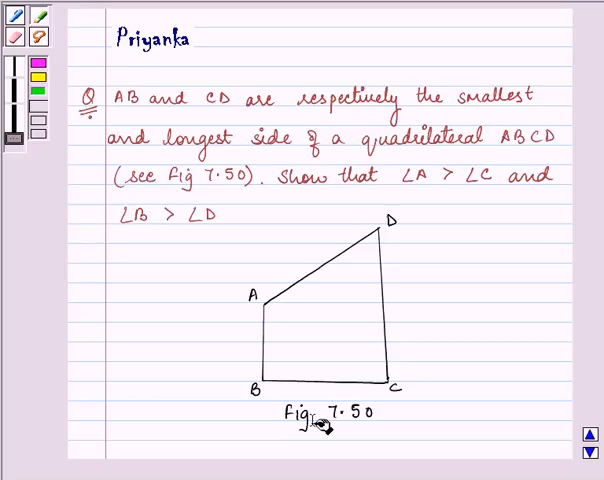 Priyanka
Q AB and CD are respectively the smallest
and longest side of a quadrilateral ABCD
(see fig 7.50). Show that ∠A > ∠C and
∠B > ∠D
D
A
B
C
Fig 7.50